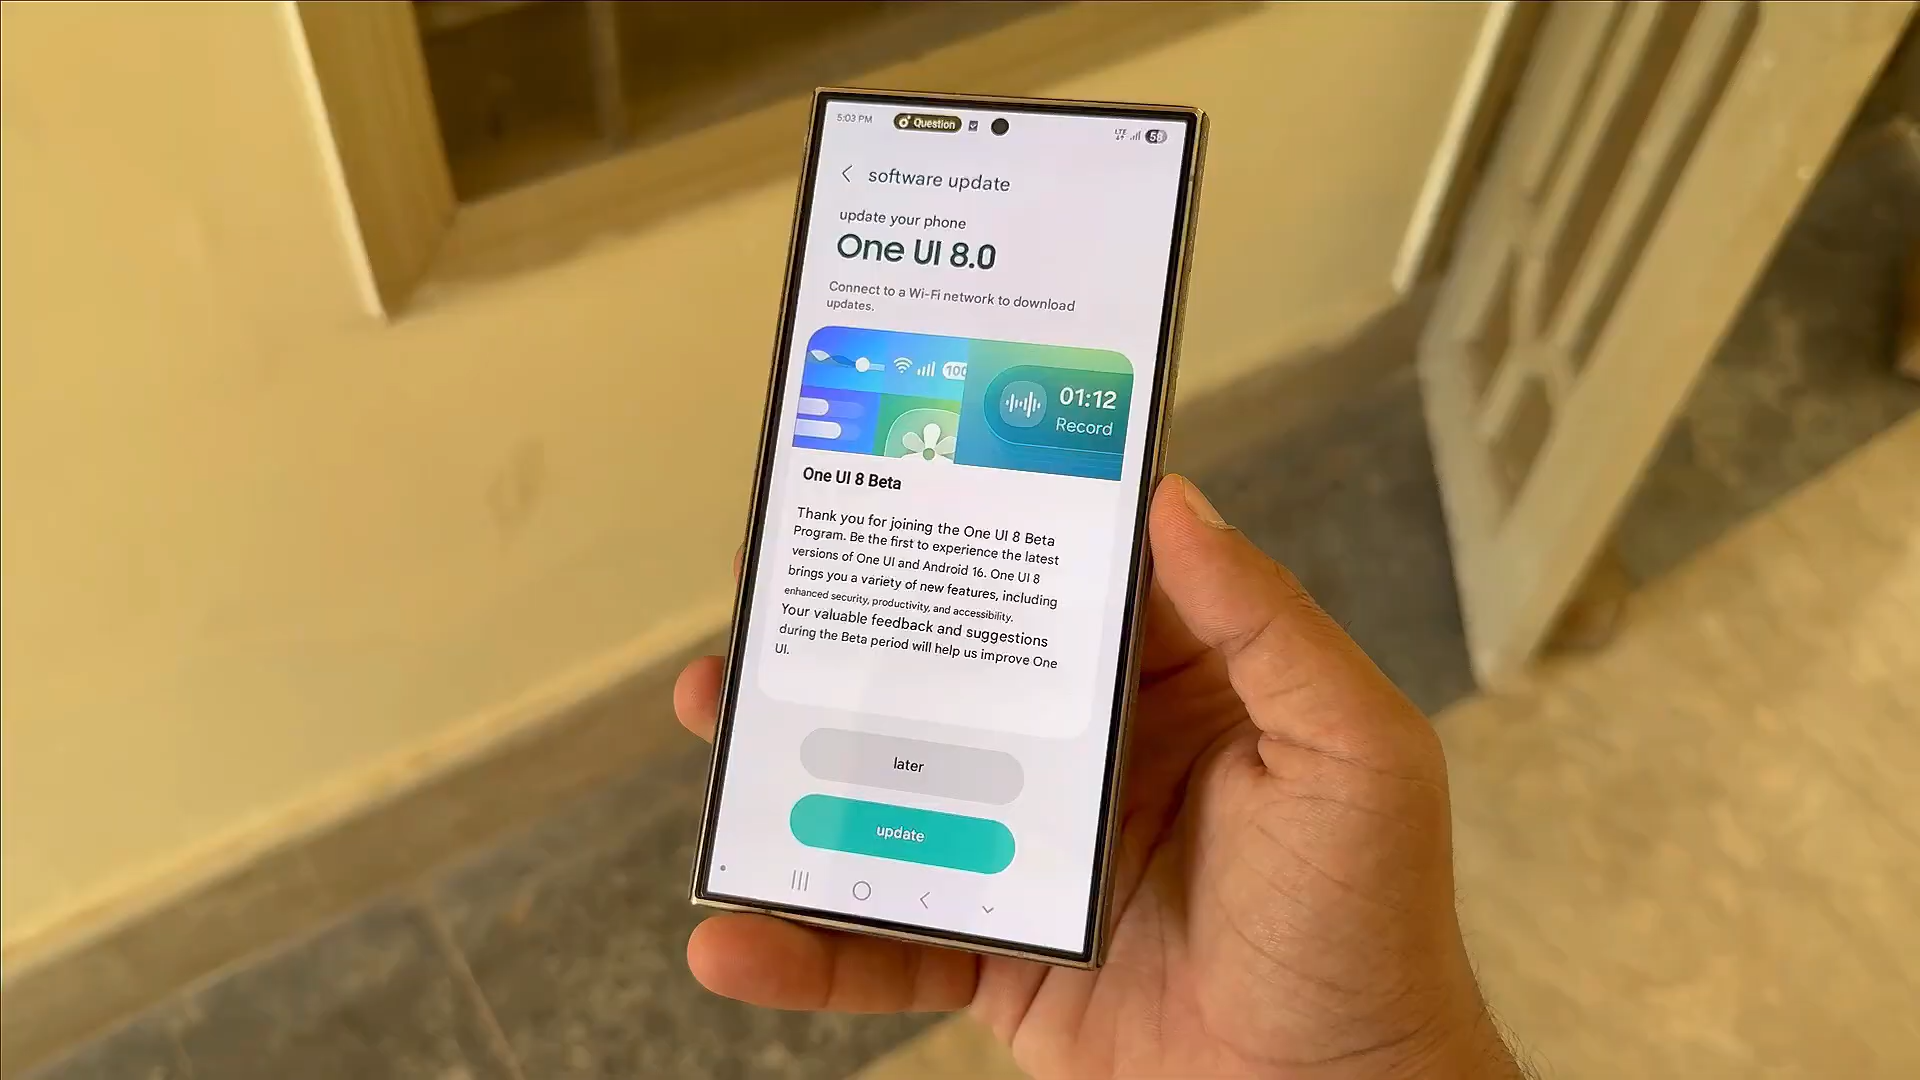 5:03 PM
Question
LTE
58
software update
update your phone
One UI 8.0
Connect to a Wi-Fi network to download
updates.
100
01:12
Record
One UI 8 Beta
Thank you for joining the One UI 8 Beta
Program. Be the first to experience the latest
versions of One UI and Android 16. One UI 8
brings you a variety of new features, including
enhanced security, productivity, and accessibility.
Your valuable feedback and suggestions
during the Beta period will help us improve One
UI.
later
update